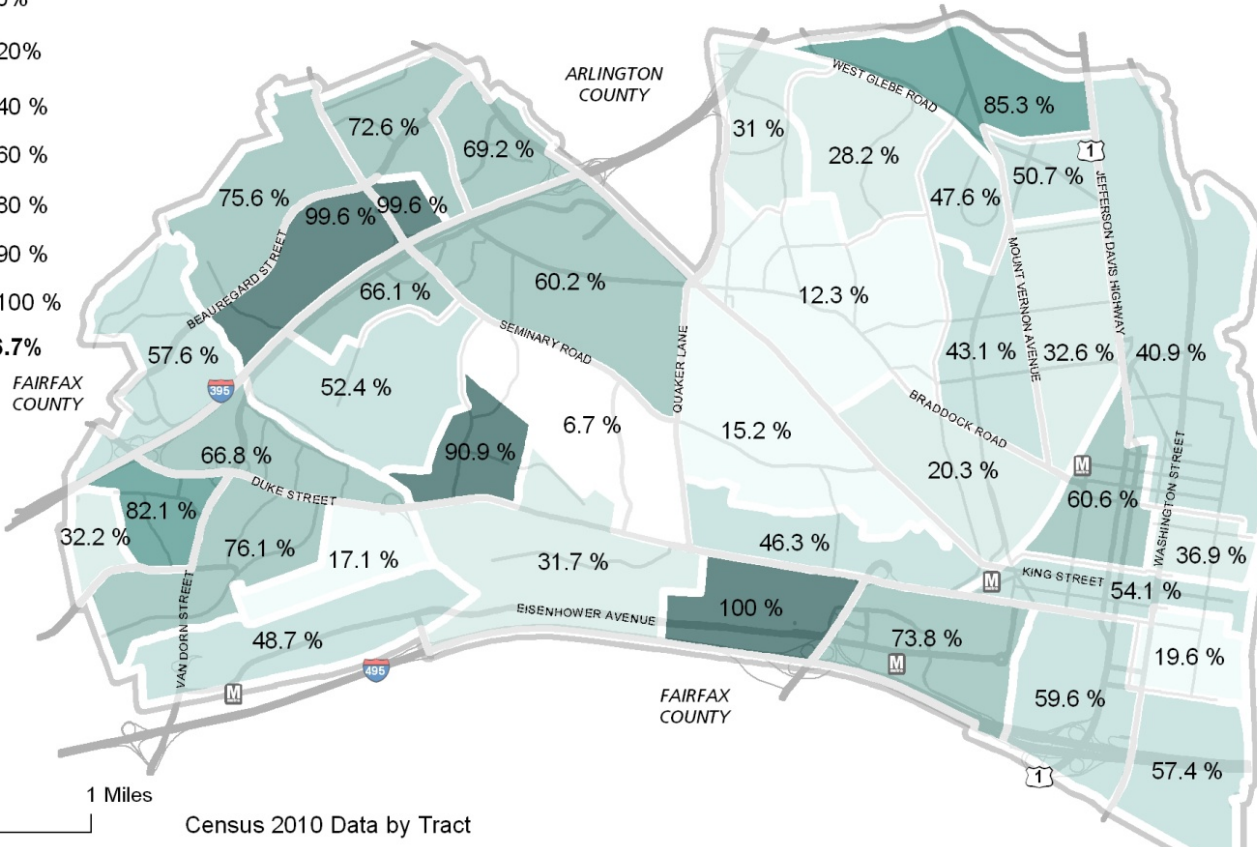 20%
40 %
60 %
80 %
90 %
100 %
ARLINGTON
COUNTY
WEST GLEBE ROAD
85.3 %
72.6 %
69.2 %
31 %
28.2 %
1
75.6 %
99.6 %
99.6 %
47.6 %
50.7 %
JEFFERSON DAVIS HIGHWAY
BEAUREGARD STREET
66.1 %
60.2 %
12.3 %
MOUNT VERNON AVENUE
57.6 %
SEMINARY ROAD
QUAKER LANE
43.1 %
32.6 %
40.9 %
FAIRFAX
COUNTY
395
52.4 %
6.7 %
15.2 %
BRADDOCK ROAD
66.8 %
90.9 %
20.3 %
M
WASHINGTON STREET
DUKE STREET
82.1 %
60.6 %
32.2 %
76.1 %
17.1 %
31.7 %
46.3 %
36.9 %
M
KING STREET
54.1 %
EISENHOWER AVENUE
100 %
VAN DORN STREET
48.7 %
73.8 %
19.6 %
495
M
M
FAIRFAX
COUNTY
59.6 %
1
57.4 %
1 Miles
Census 2010 Data by Tract